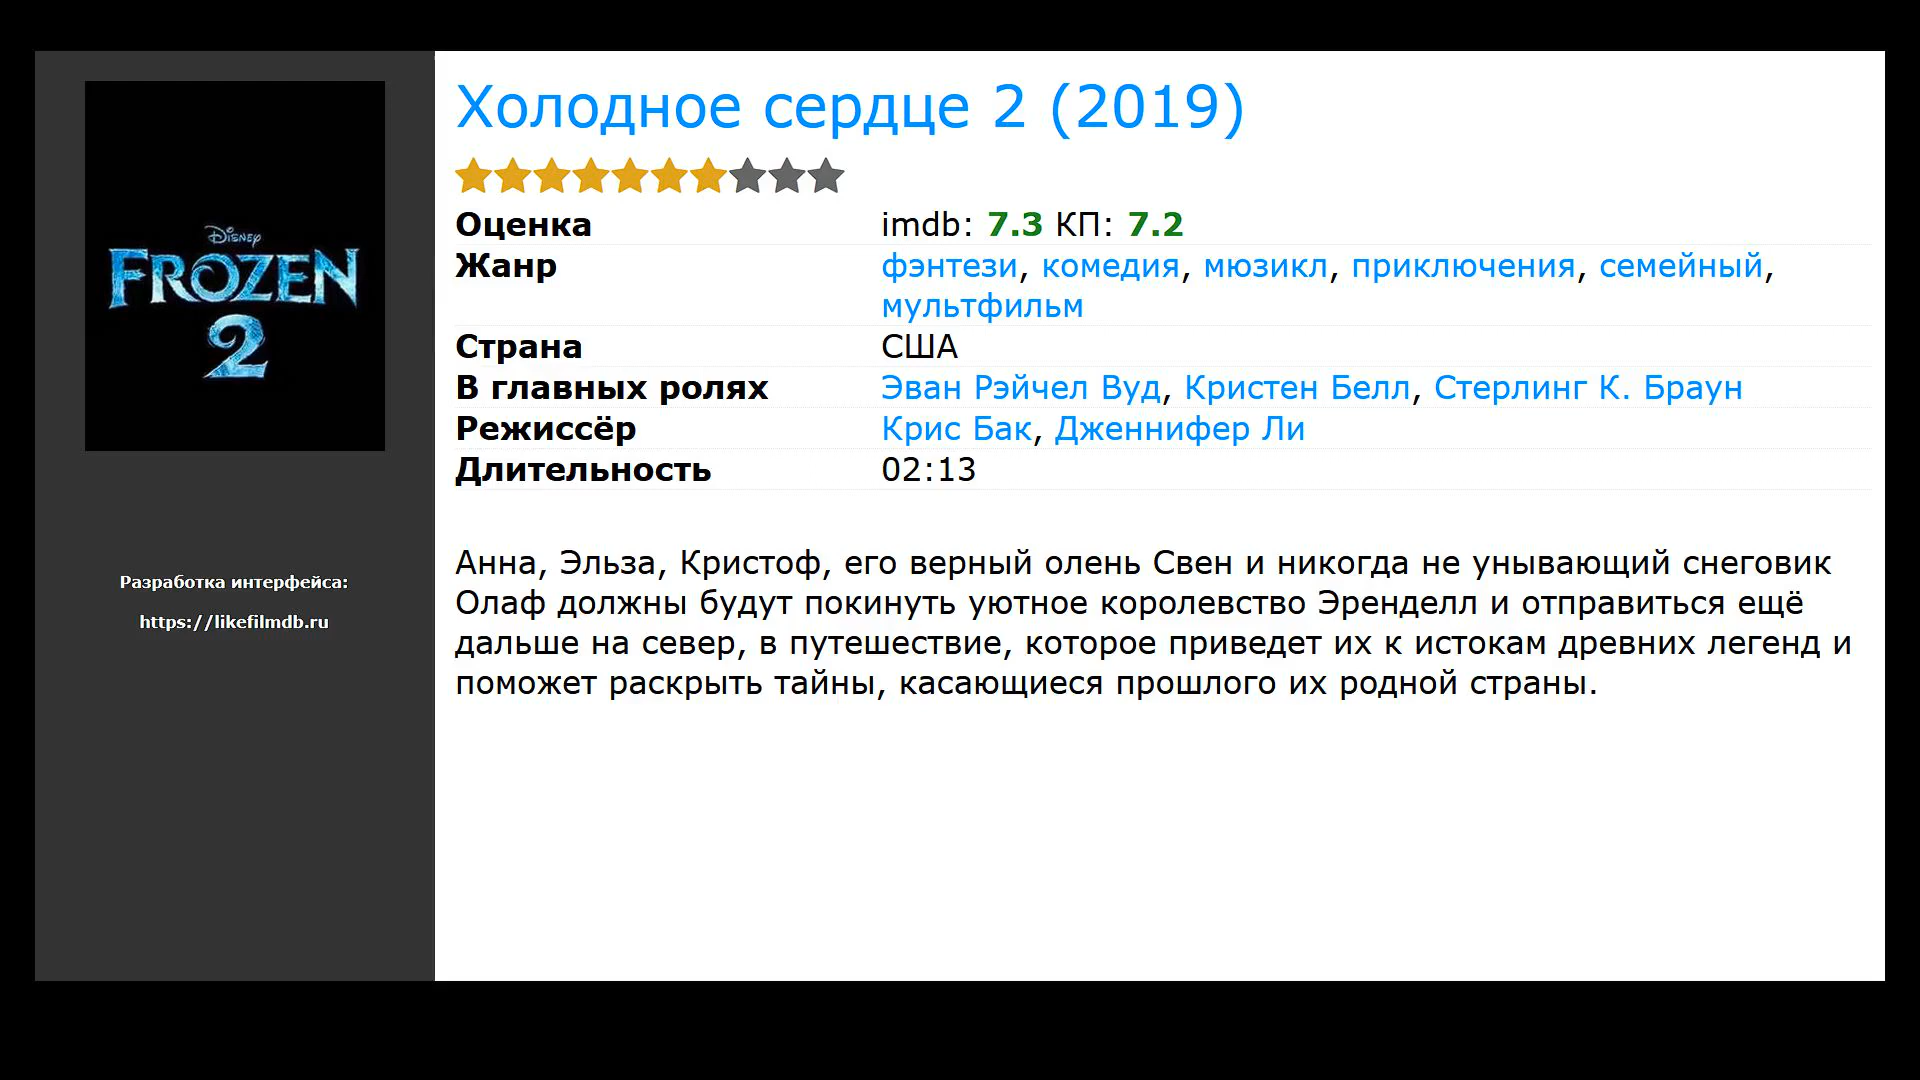 Холодное сердце 2 (2019)
Disney
FROZEN
2
Оценка imdb: 7.3 КП: 7.2
Жанр фэнтези, комедия, мюзикл, приключения, семейный,
мультфильм
Страна США
В главных ролях Эван Рэйчел Вуд, Кристен Белл, Стерлинг К. Браун
Режиссёр Крис Бак, Дженнифер Ли
Длительность 02:13
Анна, Эльза, Кристоф, его верный олень Свен и никогда не унывающий снеговик
Олаф должны будут покинуть уютное королевство Эренделл и отправиться ещё
дальше на север, в путешествие, которое приведет их к истокам древних легенд и
поможет раскрыть тайны, касающиеся прошлого их родной страны.
Разработка интерфейса:
https://likefilmdb.ru